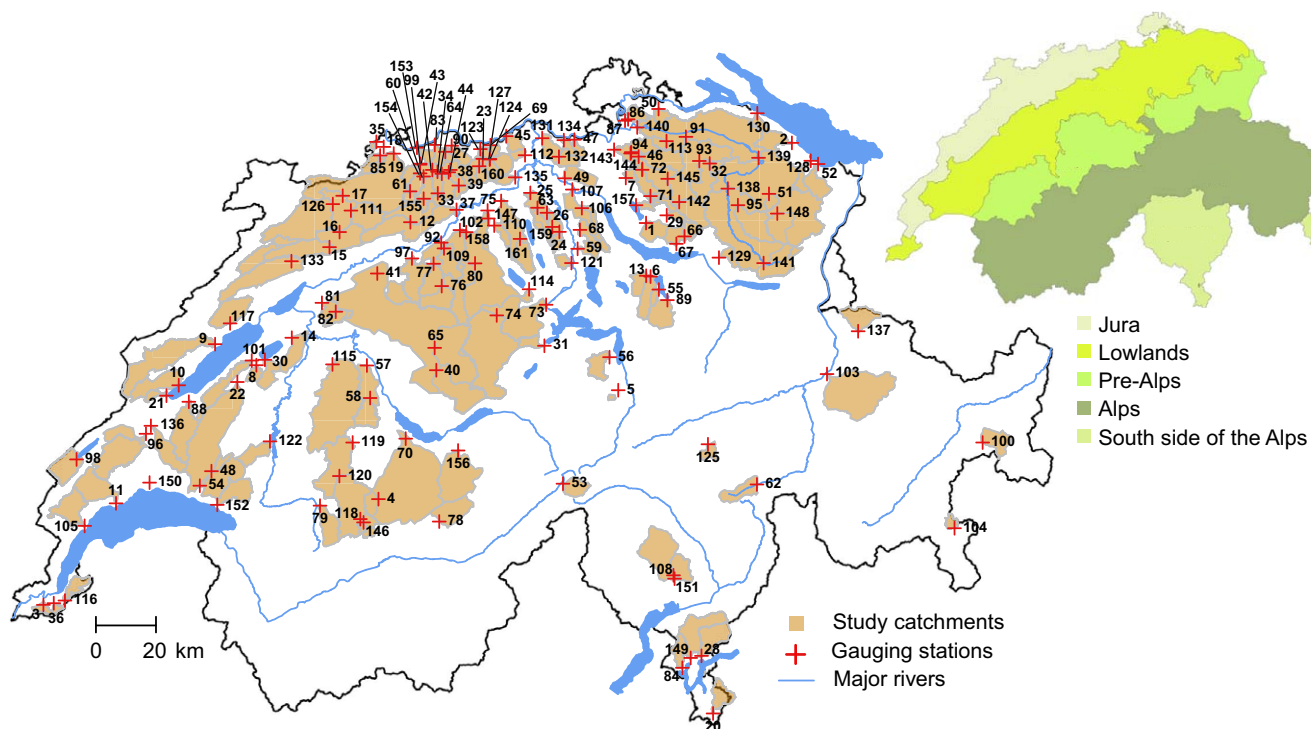 153 43
60 99 42 34 44
154 64 127
83 23 124 69
35 18 123 90 45 131 134 47
85 19 27 112 132
50 86
87 140 91 130
2
143 94 113 93 139
46 128 52
144 72 32
61 38 160 39 135 49
17 155 33 37 75 25 107 145 138 51
126 111 12 147 63 106 157 71 142 95 148
16 102 110 26 68 1 29
15 92 158 159 24 66
133 97 109 161 59 67
41 77 80 121 129 141
76 114 13 6
81 55
82 74 73 89
117 137
9 14 65 31
101 115 57 56
8 30 40 103
10 22 58 5
21 88
136
96 122 119 70 100
98 156 125
48 120
150 54 53 62
11 152 4
105 79 118 78 104
146
108
151
3 36 116
149 28
84
20
0 20 km
Study catchments
Gauging stations
Major rivers
Jura
Lowlands
Pre-Alps
Alps
South side of the Alps